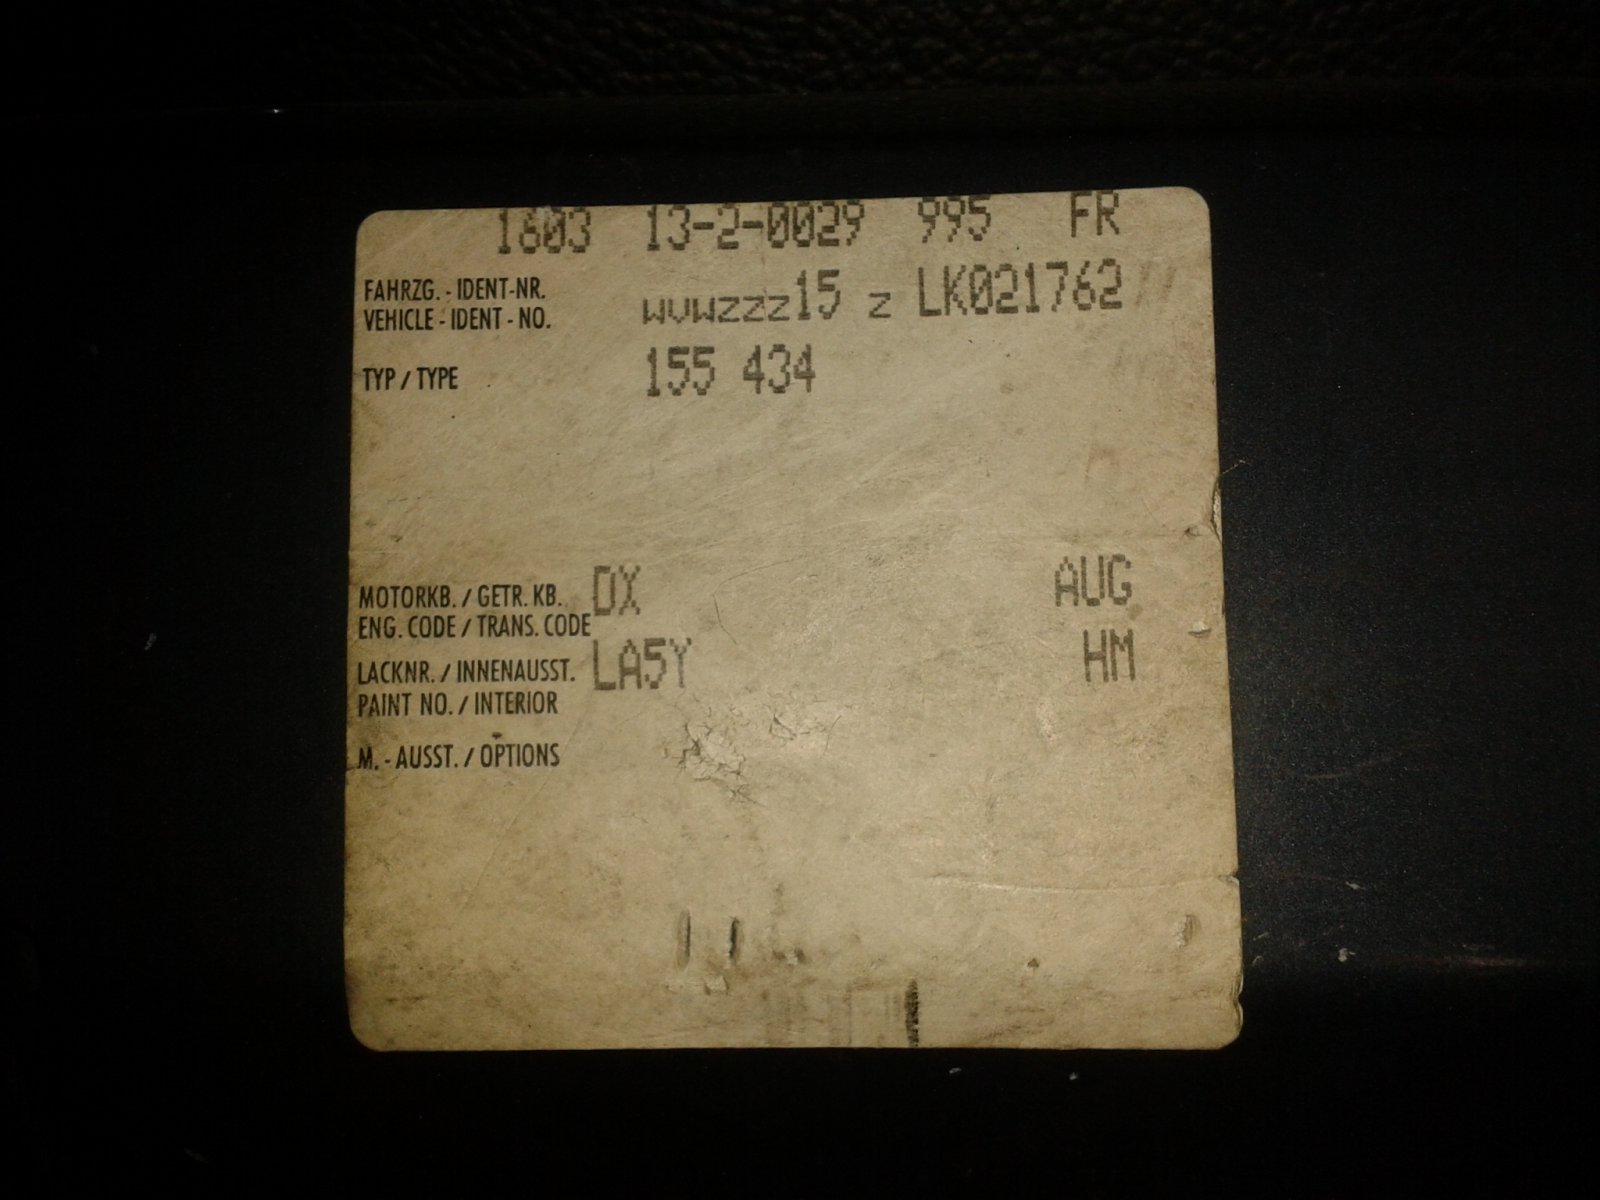 1603 13-2-0029 995 FR
FAHRZG. - IDENT-NR.
VEHICLE - IDENT - NO. WVWZZZ15 Z LK021762
TYP / TYPE 155 434
MOTORKB. / GETR. KB. DX AUG
ENG. CODE / TRANS. CODE
LACKNR. / INNENAUSST. LA5Y HM
PAINT NO. / INTERIOR
M. - AUSST. / OPTIONS